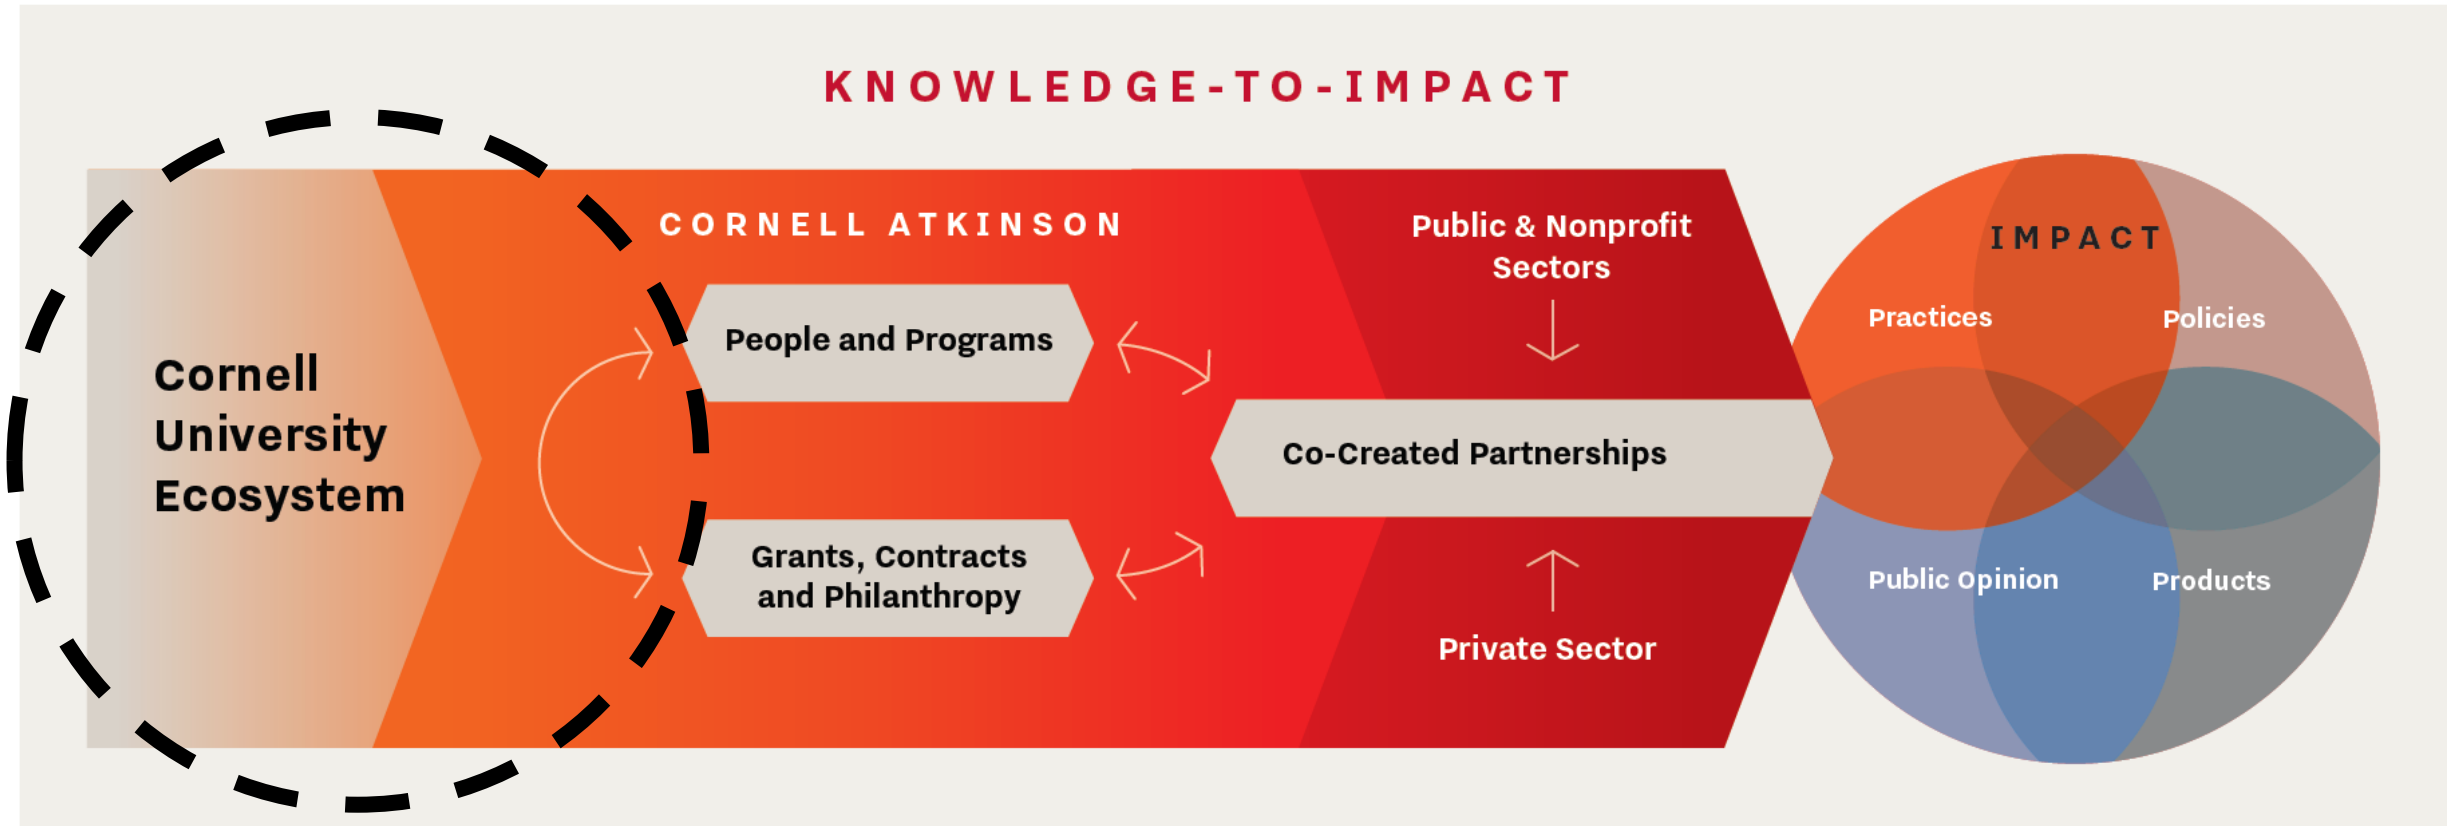 KNOWLEDGE-TO-IMPACT
Cornell
University
Ecosystem
CORNELL ATKINSON
People and Programs
Grants, Contracts
and Philanthropy
Public & Nonprofit
Sectors
Co-Created Partnerships
Private Sector
IMPACT
Practices
Policies
Public Opinion
Products